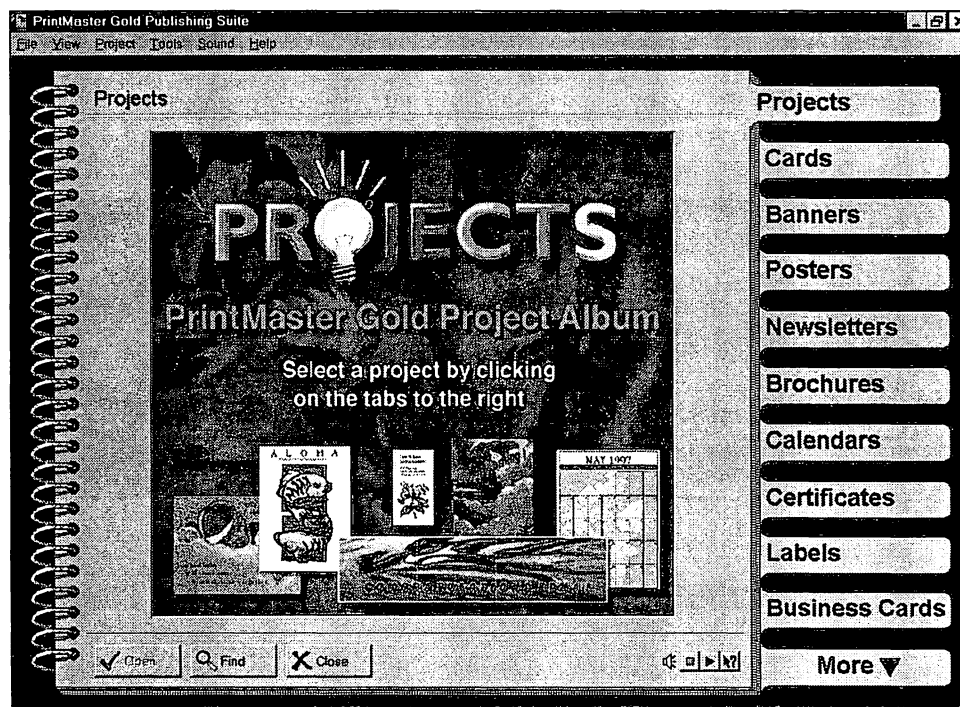 PrintMaster Gold Publishing Suite
File View Project Tools Sound Help
Projects
PROJECTS
PrintMaster Gold Project Album
Select a project by clicking
on the tabs to the right
ALOHA
MAY 1997
Open Find Close
Projects
Cards
Banners
Posters
Newsletters
Brochures
Calendars
Certificates
Labels
Business Cards
More